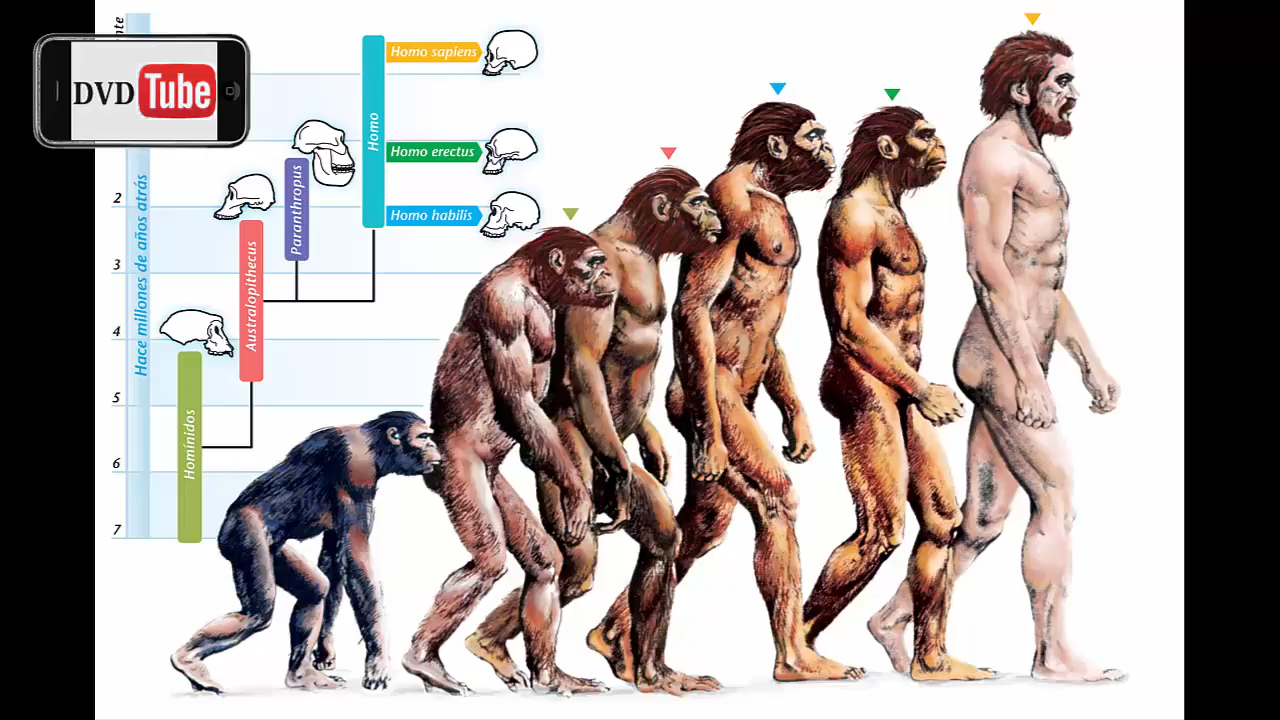 nte
DVD Tube
Homo sapiens
Homo
Homo erectus
Paranthropus
2
Homo habilis
Hace millones de años atrás
3
Australopithecus
4
5
Homínidos
6
7